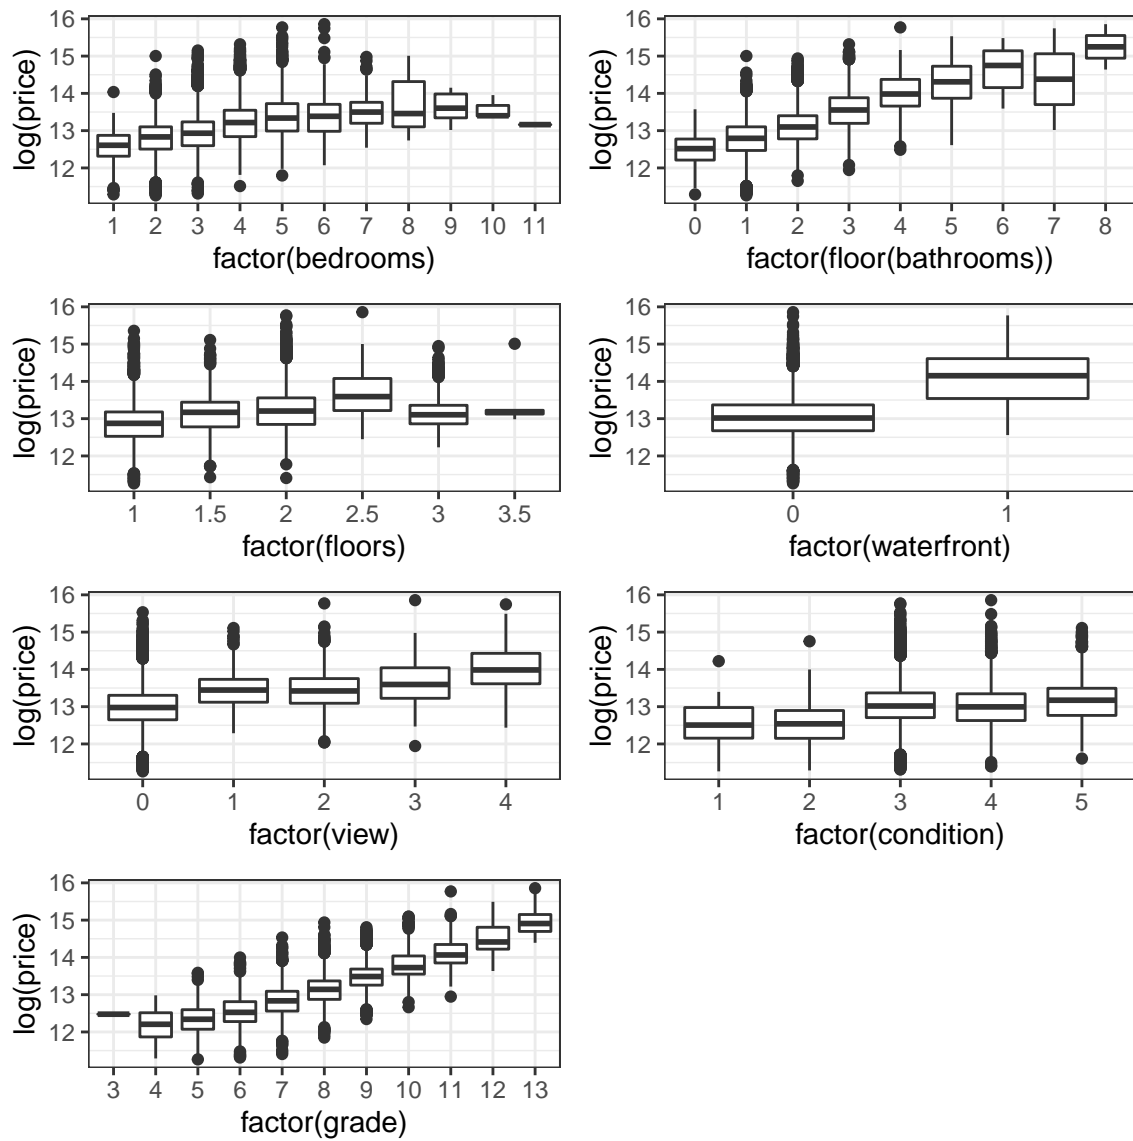 16
15
14
13
12
log(price)
1 2 3 4 5 6 7 8 9 10 11
factor(bedrooms)
16
15
14
13
12
log(price)
0 1 2 3 4 5 6 7 8
factor(floor(bathrooms))
16
15
14
13
12
log(price)
1 1.5 2 2.5 3 3.5
factor(floors)
16
15
14
13
12
log(price)
0 1
factor(waterfront)
16
15
14
13
12
log(price)
0 1 2 3 4
factor(view)
16
15
14
13
12
log(price)
1 2 3 4 5
factor(condition)
16
15
14
13
12
log(price)
3 4 5 6 7 8 9 10 11 12 13
factor(grade)